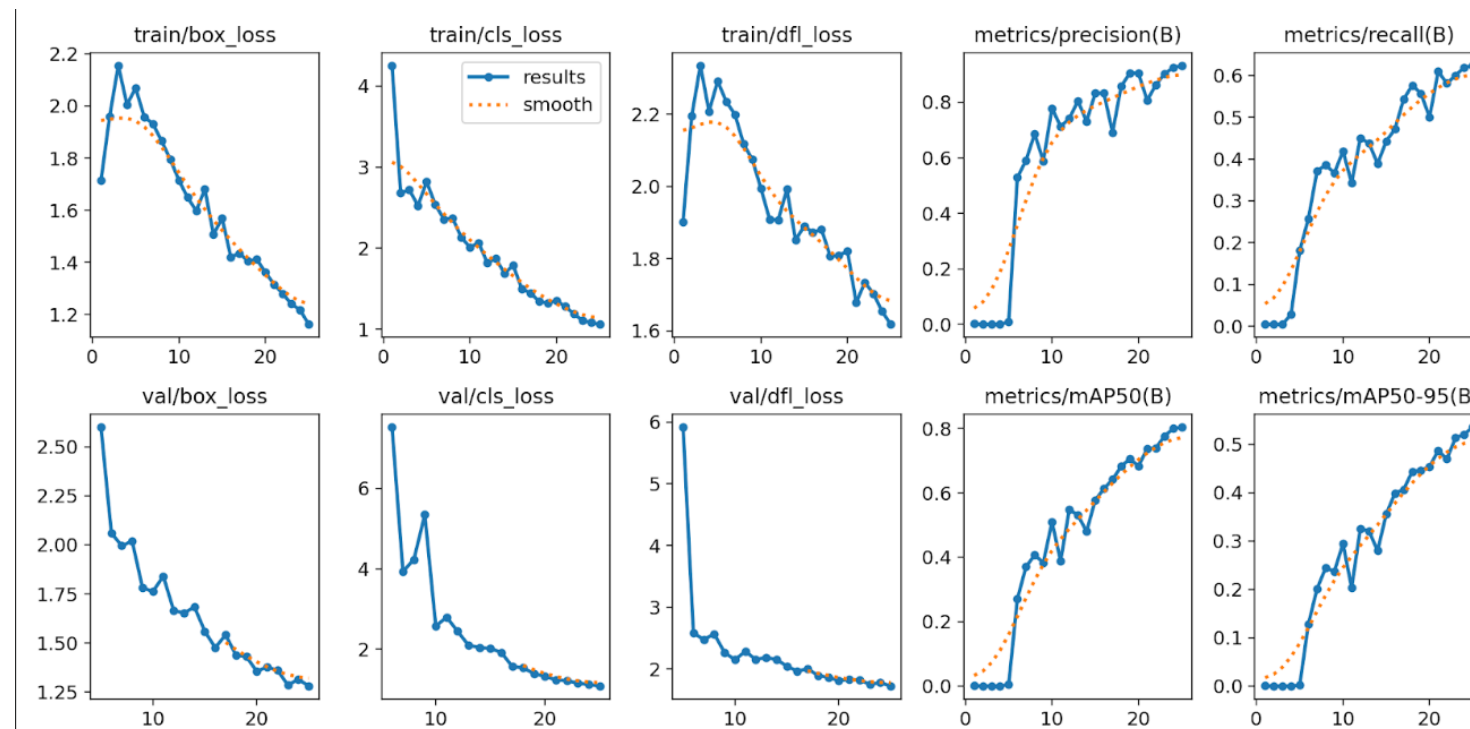 train/box_loss
train/cls_loss
train/dfl_loss
metrics/precision(B)
metrics/recall(B)
2.2
2.0
1.8
1.6
1.4
1.2
0 10 20
4
3
2
1
results
smooth
0 10 20
2.2
2.0
1.8
1.6
0 10 20
0.8
0.6
0.4
0.2
0.0
0 10 20
0.6
0.5
0.4
0.3
0.2
0.1
0.0
0 10 20
val/box_loss
val/cls_loss
val/dfl_loss
metrics/mAP50(B)
metrics/mAP50-95(B
2.50
2.25
2.00
1.75
1.50
1.25
10 20
6
4
2
10 20
6
5
4
3
2
10 20
0.8
0.6
0.4
0.2
0.0
0 10 20
0.5
0.4
0.3
0.2
0.1
0.0
0 10 20